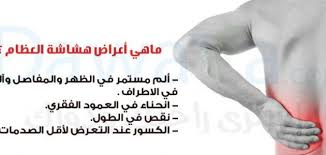 ماهي أعراض هشاشة العظام ؟
– ألم مستمر في الظهر والمفاصل
في الاطراف .
– انحناء في العمود الفقري.
– نقص في الطول.
– الكسور عند التعرض لأقل الصدمات